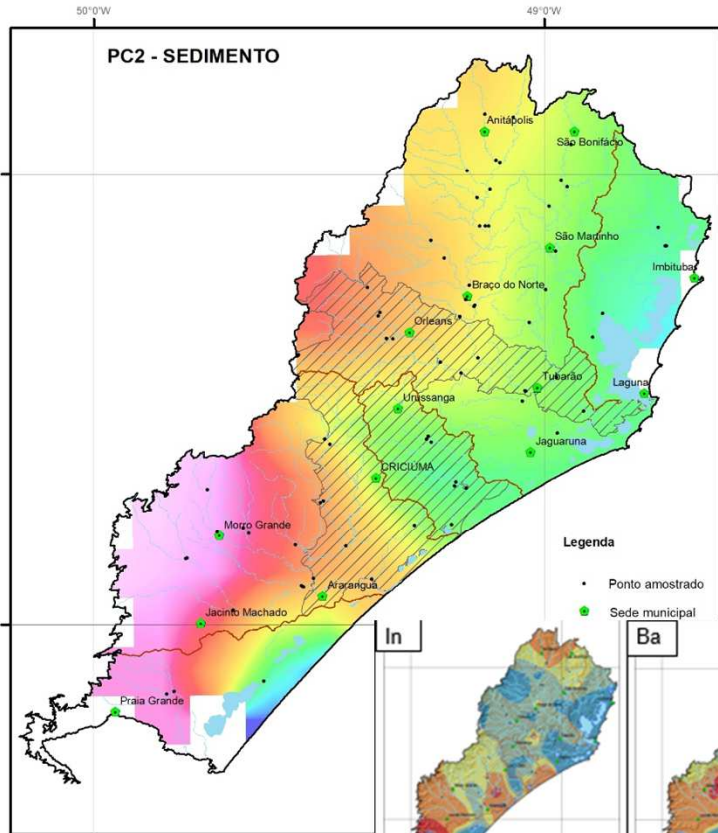 50°0'W 49°0'W
PC2 - SEDIMENTO
Anitápolis
São Bonifácio
São Martinho
Imbituba
Braço do Norte
Orleans
Tubarão
Laguna
Urussanga
Jaguaruna
CRICIÚMA
Morro Grande
Legenda
Ponto amostrado
Araranguá
Sede municipal
Jacinto Machado
In
Ba
Praia Grande